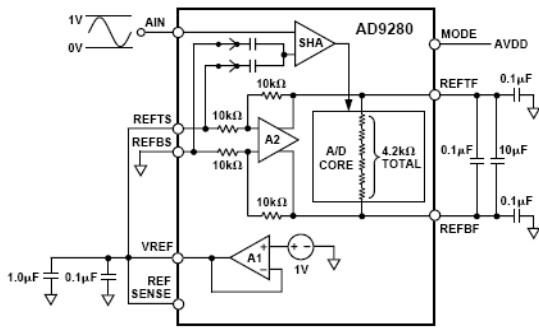 1V
0V
AIN
AD9280
SHA
MODE
AVDD
REFTS
REFBS
10kΩ
10kΩ
10kΩ
10kΩ
A2
A/D
CORE
4.2kΩ
TOTAL
REFTF
0.1µF
0.1µF
10µF
0.1µF
REFBF
VREF
A1
1V
1.0µF
0.1µF
REF
SENSE
+
−
+
−